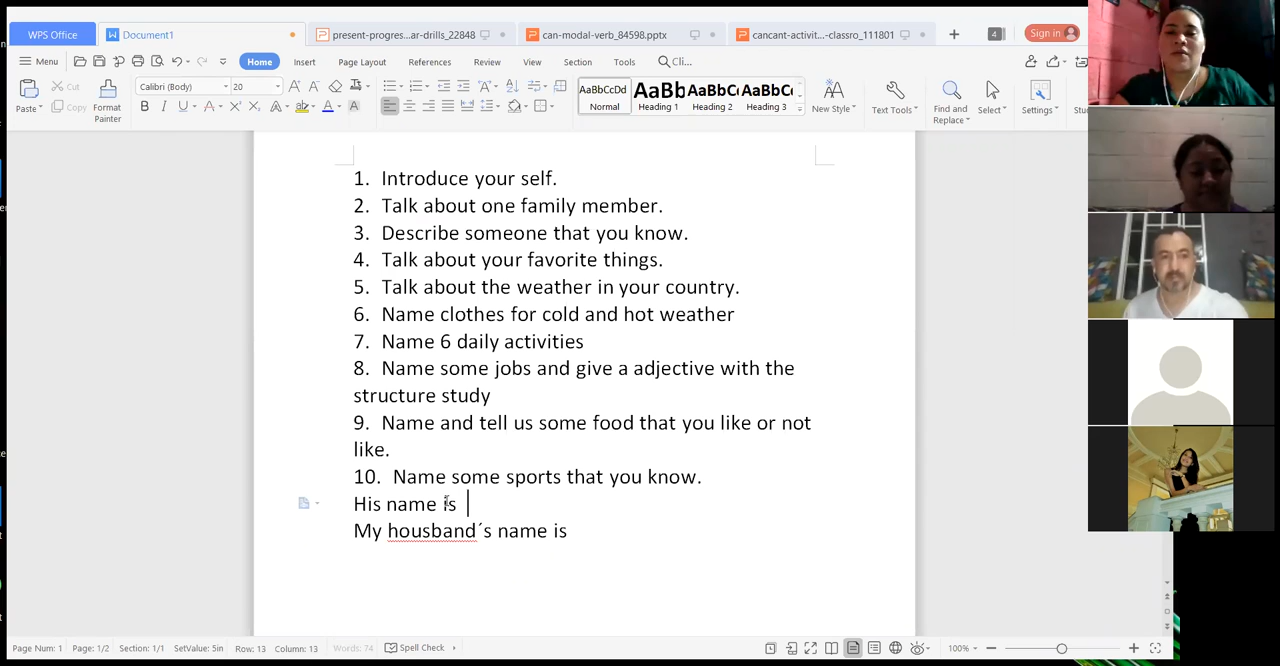 WPS Office
Document1
present-progres...ar-drills_22848
can-modal-verb_84598.pptx
cancant-activit...-classro_111801
4
Sign in
Menu
Home
Insert
Page Layout
References
Review
View
Section
Tools
Cli...
Paste
Cut
Copy
Format
Painter
Calibri (Body)
20
AaBbCcDd
Normal
AaBb
Heading 1
AaBbC
Heading 2
AaBbC
Heading 3
New Style
Text Tools
Find and
Replace
Select
Settings
1. Introduce your self.
2. Talk about one family member.
3. Describe someone that you know.
4. Talk about your favorite things.
5. Talk about the weather in your country.
6. Name clothes for cold and hot weather
7. Name 6 daily activities
8. Name some jobs and give a adjective with the
structure study
9. Name and tell us some food that you like or not
like.
10. Name some sports that you know.
His name is
My housband´s name is
Page Num: 1 Page: 1/2 Section: 1/1 SetValue: 5in Row: 13 Column: 13 Words: 74 Spell Check
100%